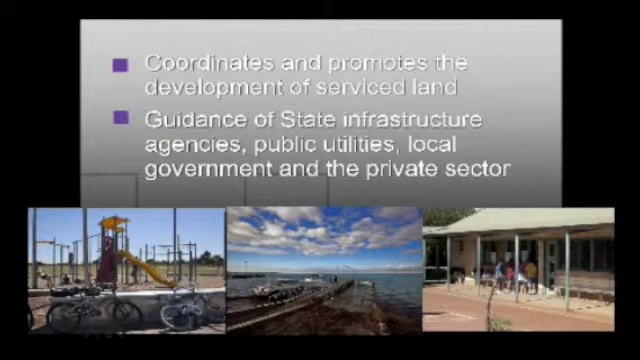 Coordinates and promotes the
development of serviced land
Guidance of State infrastructure
agencies, public utilities, local
government and the private sector